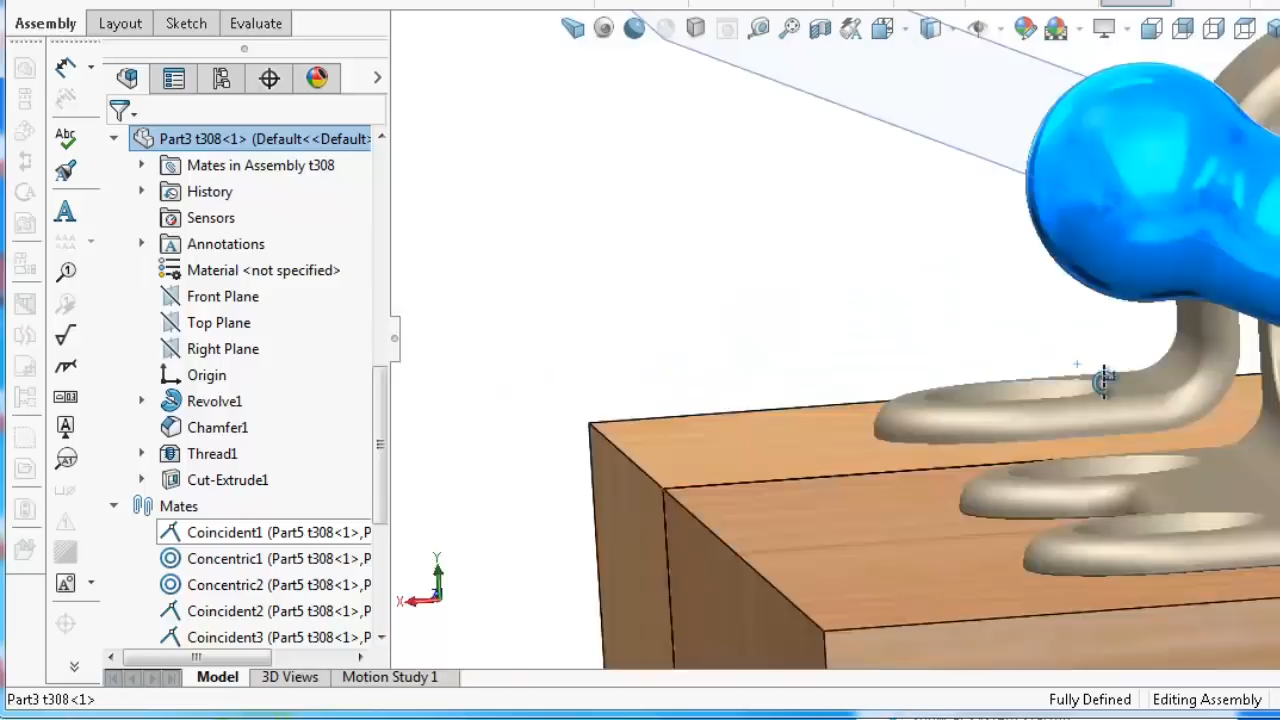 Assembly Layout Sketch Evaluate
Abc
A
Part3 t308<1> (Default<<Default>
Mates in Assembly t308
History
Sensors
Annotations
Material <not specified>
Front Plane
Top Plane
Right Plane
Origin
Revolve1
Chamfer1
Thread1
Cut-Extrude1
Mates
Coincident1 (Part5 t308<1>,P
Concentric1 (Part5 t308<1>,P
Concentric2 (Part5 t308<1>,P
Coincident2 (Part5 t308<1>,P
Coincident3 (Part5 t308<1>,P
Y
X
Model 3D Views Motion Study 1
Part3 t308<1> Fully Defined Editing Assembly